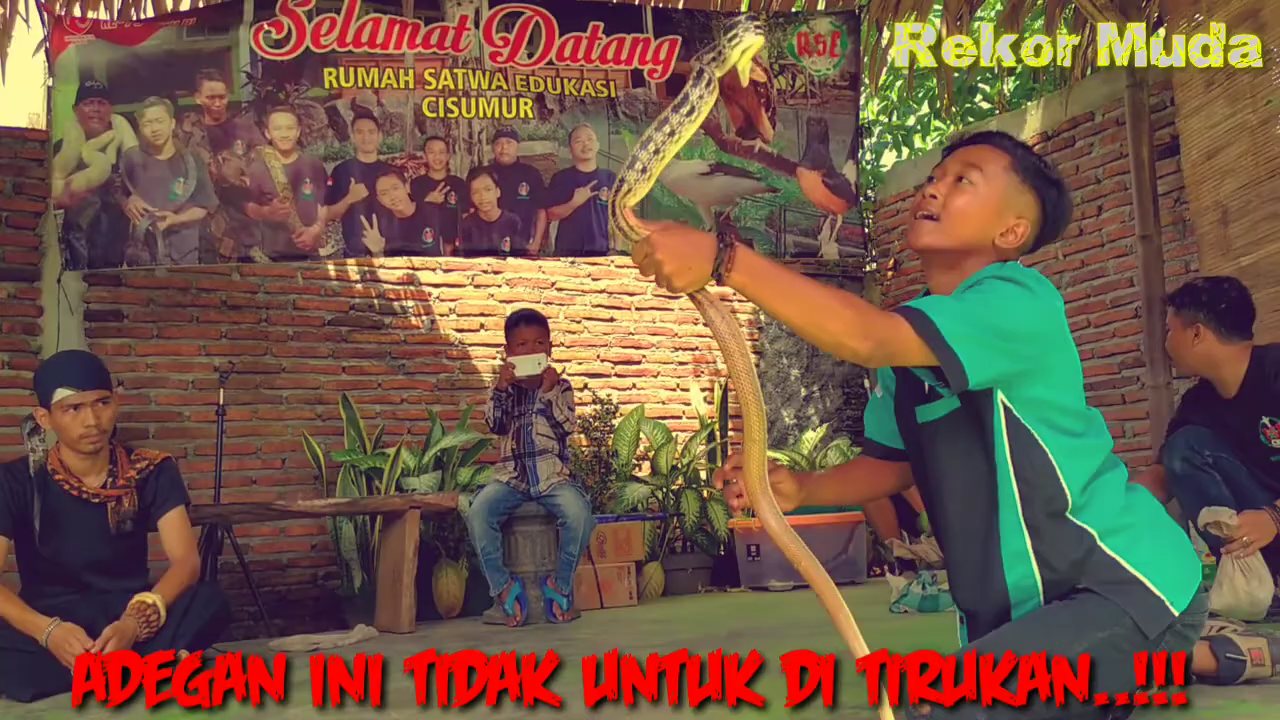 Selamat Datang
RUMAH SATWA EDUKASI
CISUMUR
RSE
Rekor Muda
ADEGAN INI TIDAK UNTUK DI TIRUKAN..!!!